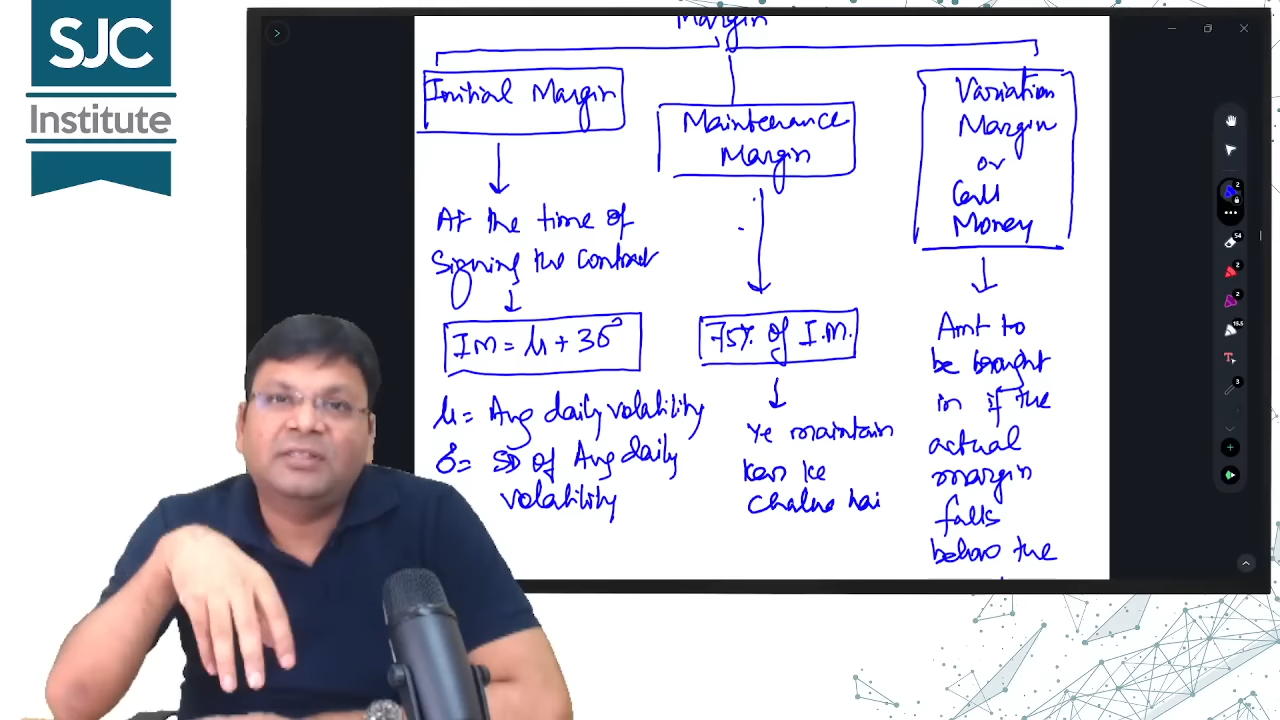 SJC
Institute
Margin
Initial Margin
At the time of
Signing the Contract
IM = μ + 3σ
μ = Avg daily volatility
σ = SD of Avg daily
volatility
Maintenance
Margin
75% of I.M.
Ye maintain
kar ke
Chalna hai
Variation
Margin
or
Call
Money
Amt to
be brought
in if the
actual
margin
falls
below the